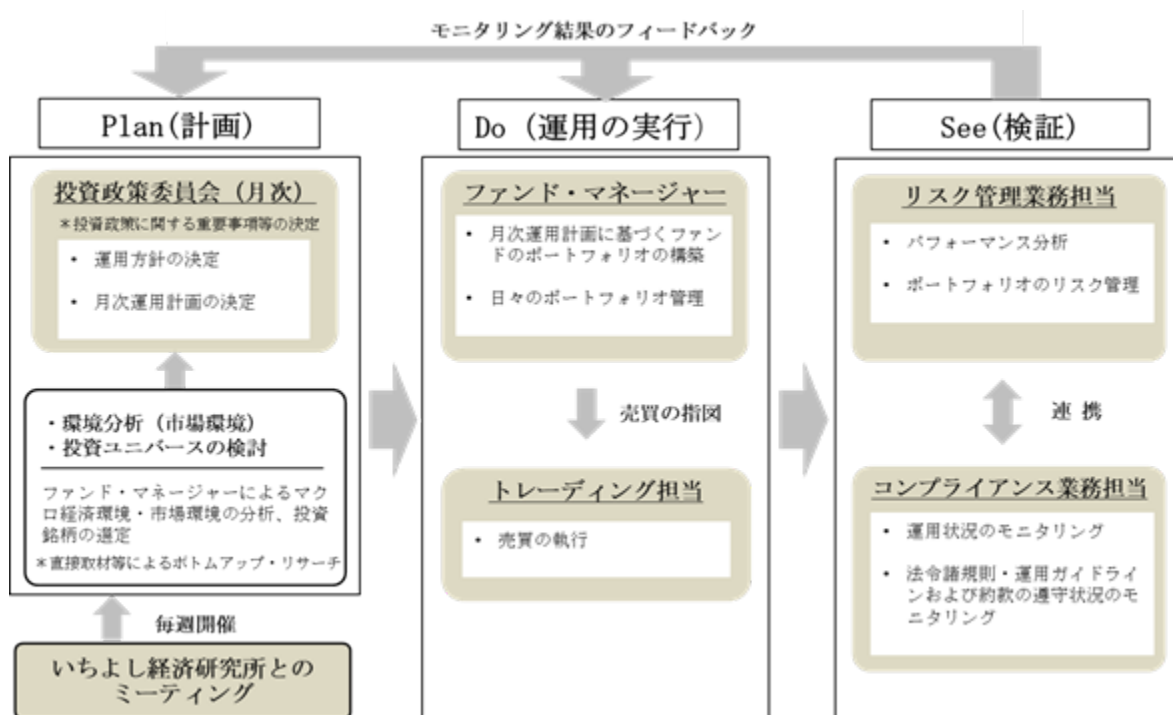 モニタリング結果のフィードバック
Plan(計画)
投資政策委員会（月次）
＊投資政策に関する重要事項等の決定
・ 運用方針の決定
・ 月次運用計画の決定
・環境分析（市場環境）
・投資ユニバースの検討
ファンド・マネージャーによるマク
ロ経済環境・市場環境の分析、投資
銘柄の選定
＊直接取材等によるボトムアップ・リサーチ
毎週開催
いちよし経済研究所との
ミーティング
Do（運用の実行）
ファンド・マネージャー
・ 月次運用計画に基づくファン
ドのポートフォリオの構築
・ 日々のポートフォリオ管理
売買の指図
トレーディング担当
・ 売買の執行
See(検証)
リスク管理業務担当
・ パフォーマンス分析
・ ポートフォリオのリスク管理
連 携
コンプライアンス業務担当
・ 運用状況のモニタリング
・ 法令諸規則・運用ガイドライ
ンおよび約款の遵守状況のモ
ニタリング